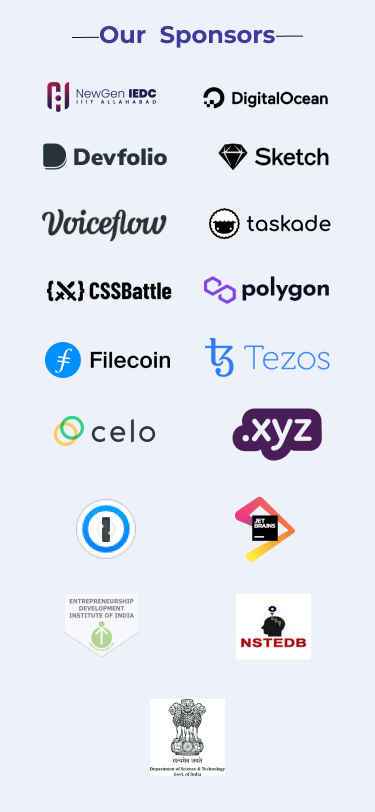 Our Sponsors
NewGen IEDC
IIIT ALLAHABAD
DigitalOcean
Devfolio
Sketch
Voiceflow
taskade
{X} CSSBattle
polygon
Filecoin
Tezos
celo
.xyz
JET
BRAINS
ENTREPRENEURSHIP
DEVELOPMENT
INSTITUTE OF INDIA
NSTEDB
सत्यमेव जयते
Department of Science & Technology
Govt. of India